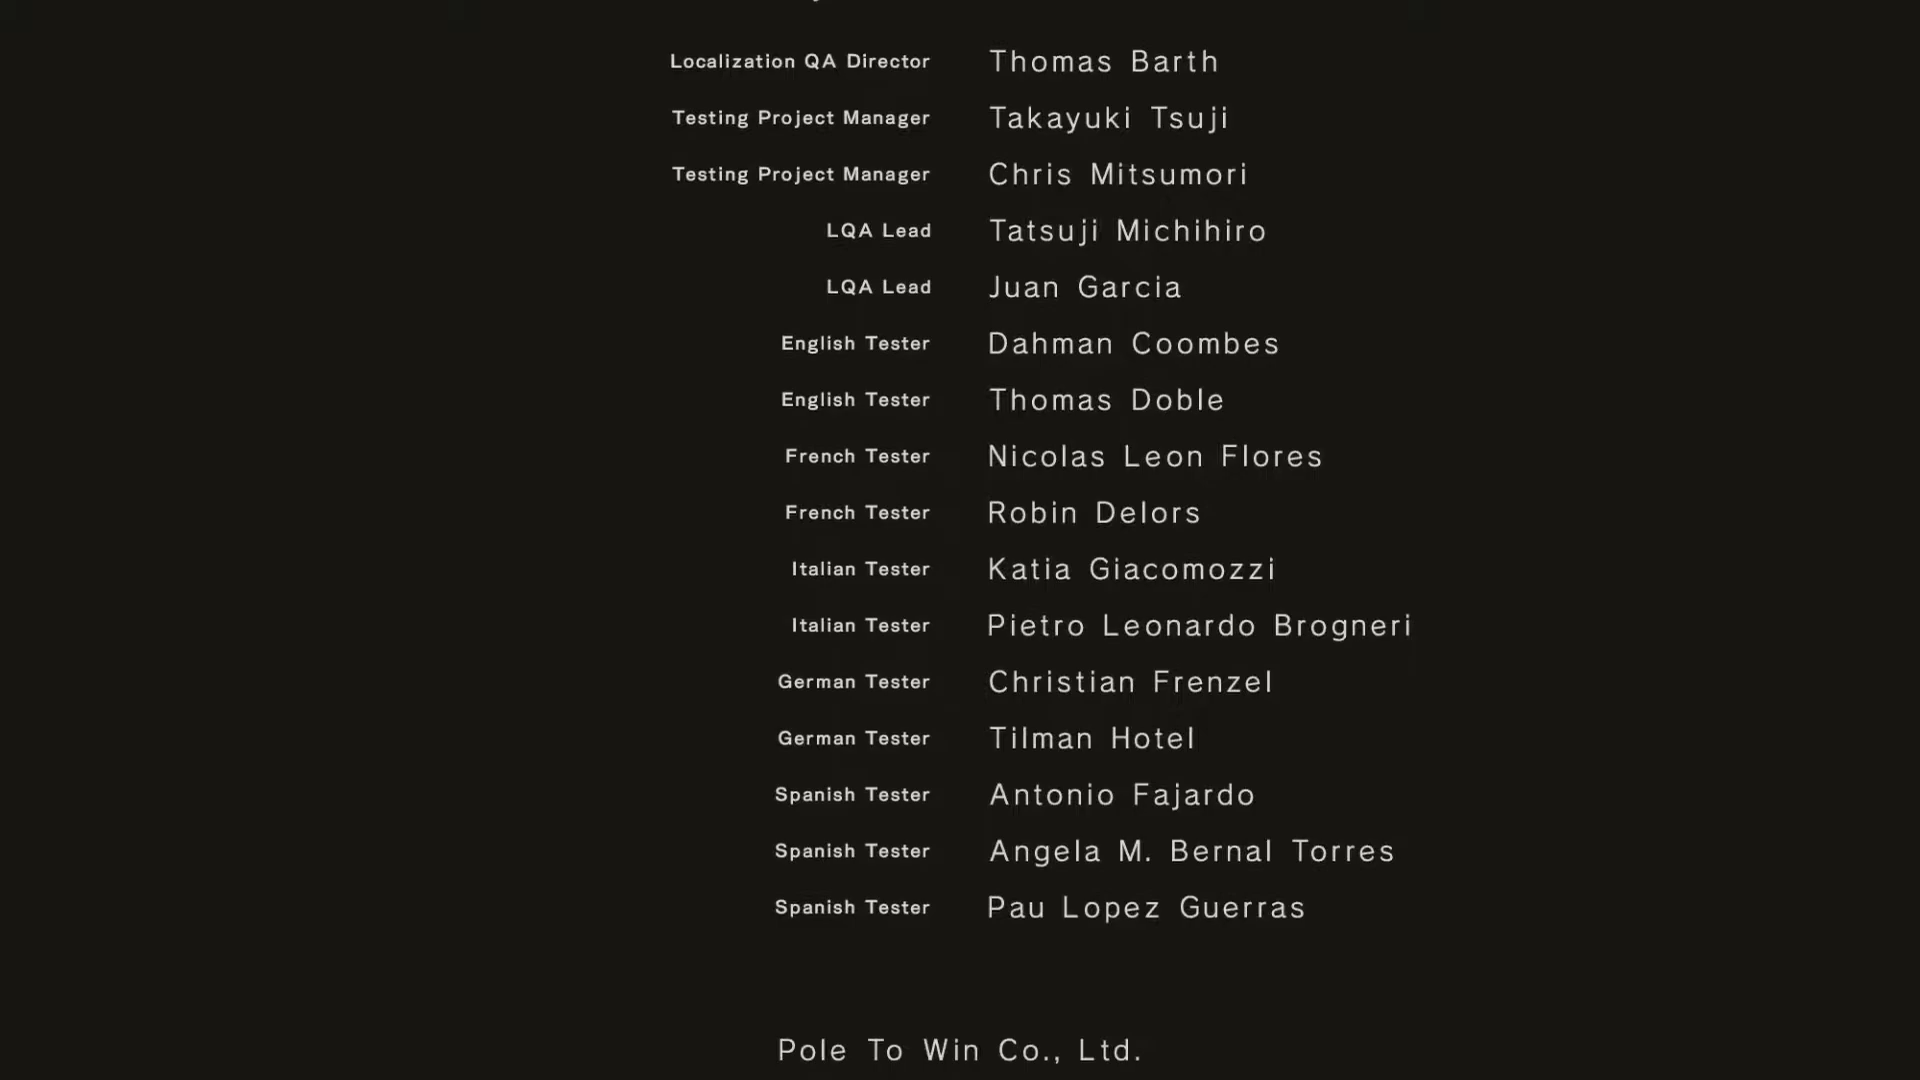 Localization QA Director Thomas Barth
Testing Project Manager Takayuki Tsuji
Testing Project Manager Chris Mitsumori
LQA Lead Tatsuji Michihiro
LQA Lead Juan Garcia
English Tester Dahman Coombes
English Tester Thomas Doble
French Tester Nicolas Leon Flores
French Tester Robin Delors
Italian Tester Katia Giacomozzi
Italian Tester Pietro Leonardo Brogneri
German Tester Christian Frenzel
German Tester Tilman Hotel
Spanish Tester Antonio Fajardo
Spanish Tester Angela M. Bernal Torres
Spanish Tester Pau Lopez Guerras
Pole To Win Co., Ltd.